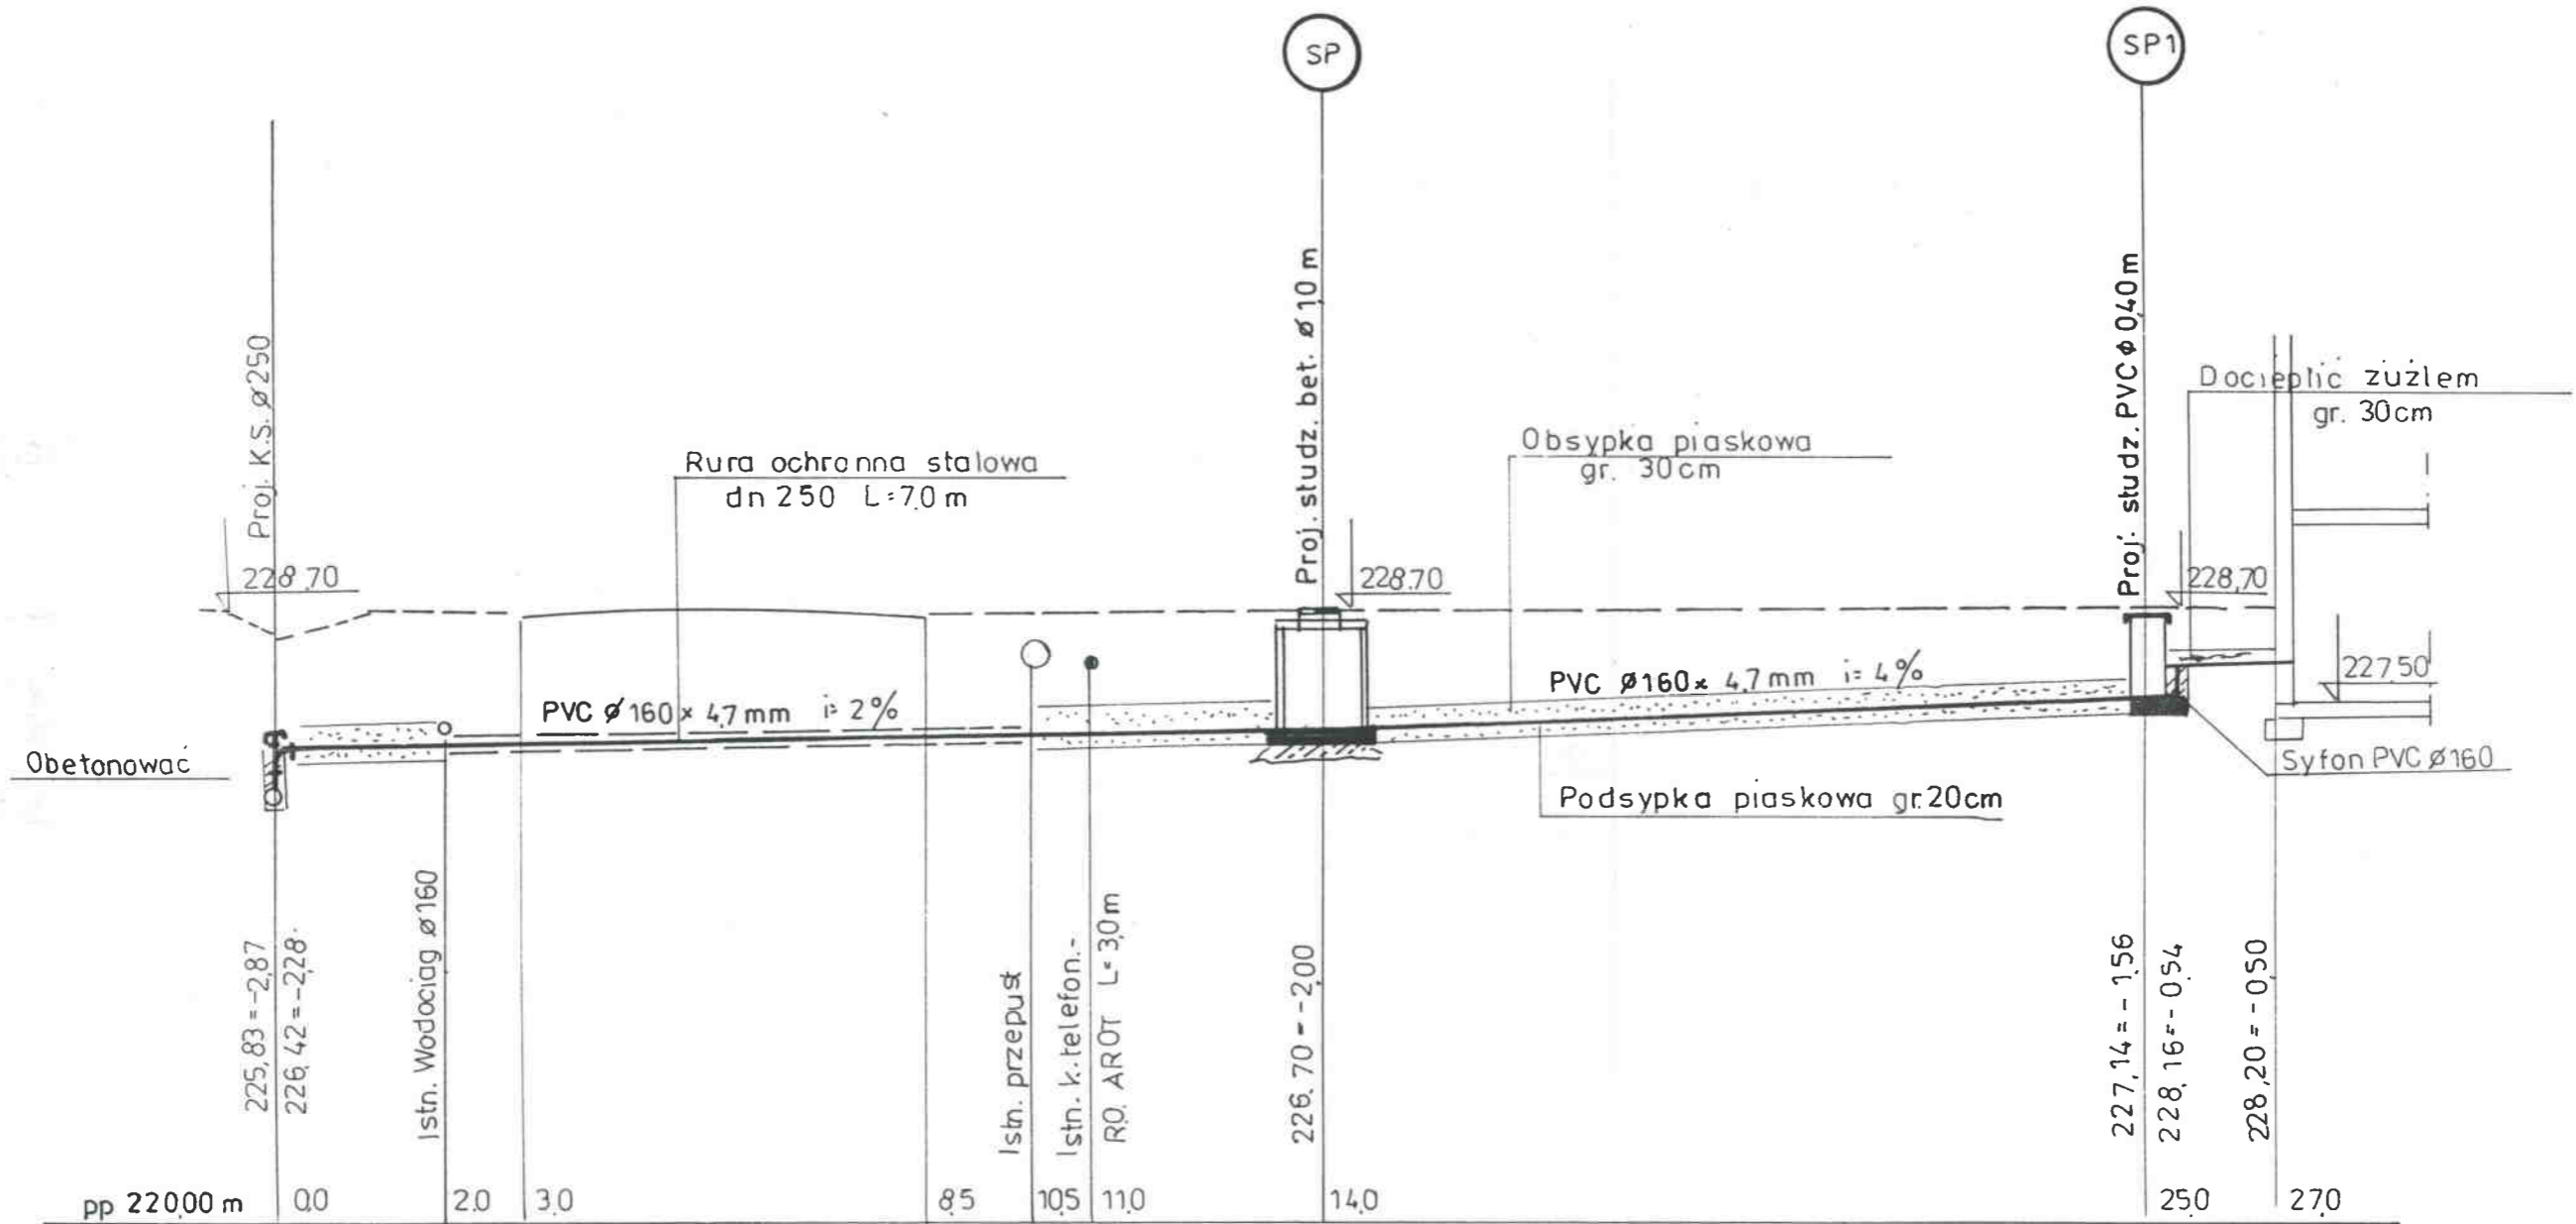 SP
SP1
Proj. K.S. ø250
Proj. studz. bet. ø 1,0 m
Proj. studz. PVC ø 0,40m
Docieplić żużlem
gr. 30cm
Rura ochronna stalowa
dn 250 L=7,0 m
Obsypka piaskowa
gr. 30cm
228,70
228.70
228,70
227,50
PVC ø 160 x 4,7 mm i= 2%
PVC ø160x 4,7 mm i= 4%
Obetonować
Syfon PVC ø160
Podsypka piaskowa gr.20cm
225,83 = -2,87
226,42 = -2,28
Istn. Wodociąg ø160
Istn. przepust
Istn. k. telefon.-
R.O. AROT L= 3,0m
226.70 = -2,00
227,14 = -1,56
228,16 = -0,54
228,20 = -0,50
pp 220,00 m 0,0 2,0 3,0 8,5 10,5 11,0 14,0 25,0 27,0